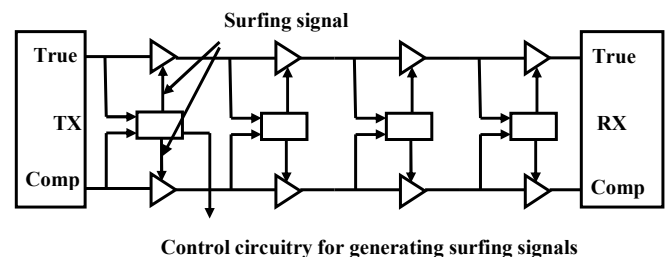 Surfing signal
True
TX
Comp
True
RX
Comp
Control circuitry for generating surfing signals